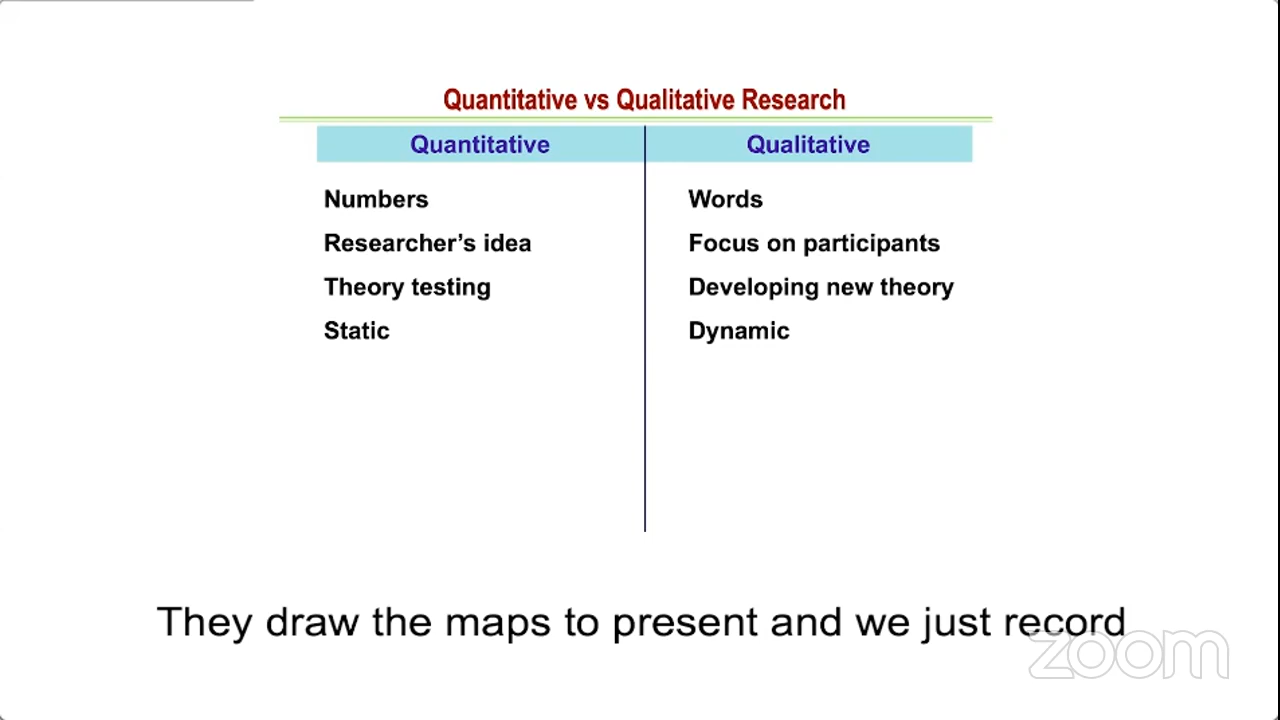 Quantitative vs Qualitative Research
Quantitative Qualitative
Numbers Words
Researcher’s idea Focus on participants
Theory testing Developing new theory
Static Dynamic
They draw the maps to present and we just record
zoom